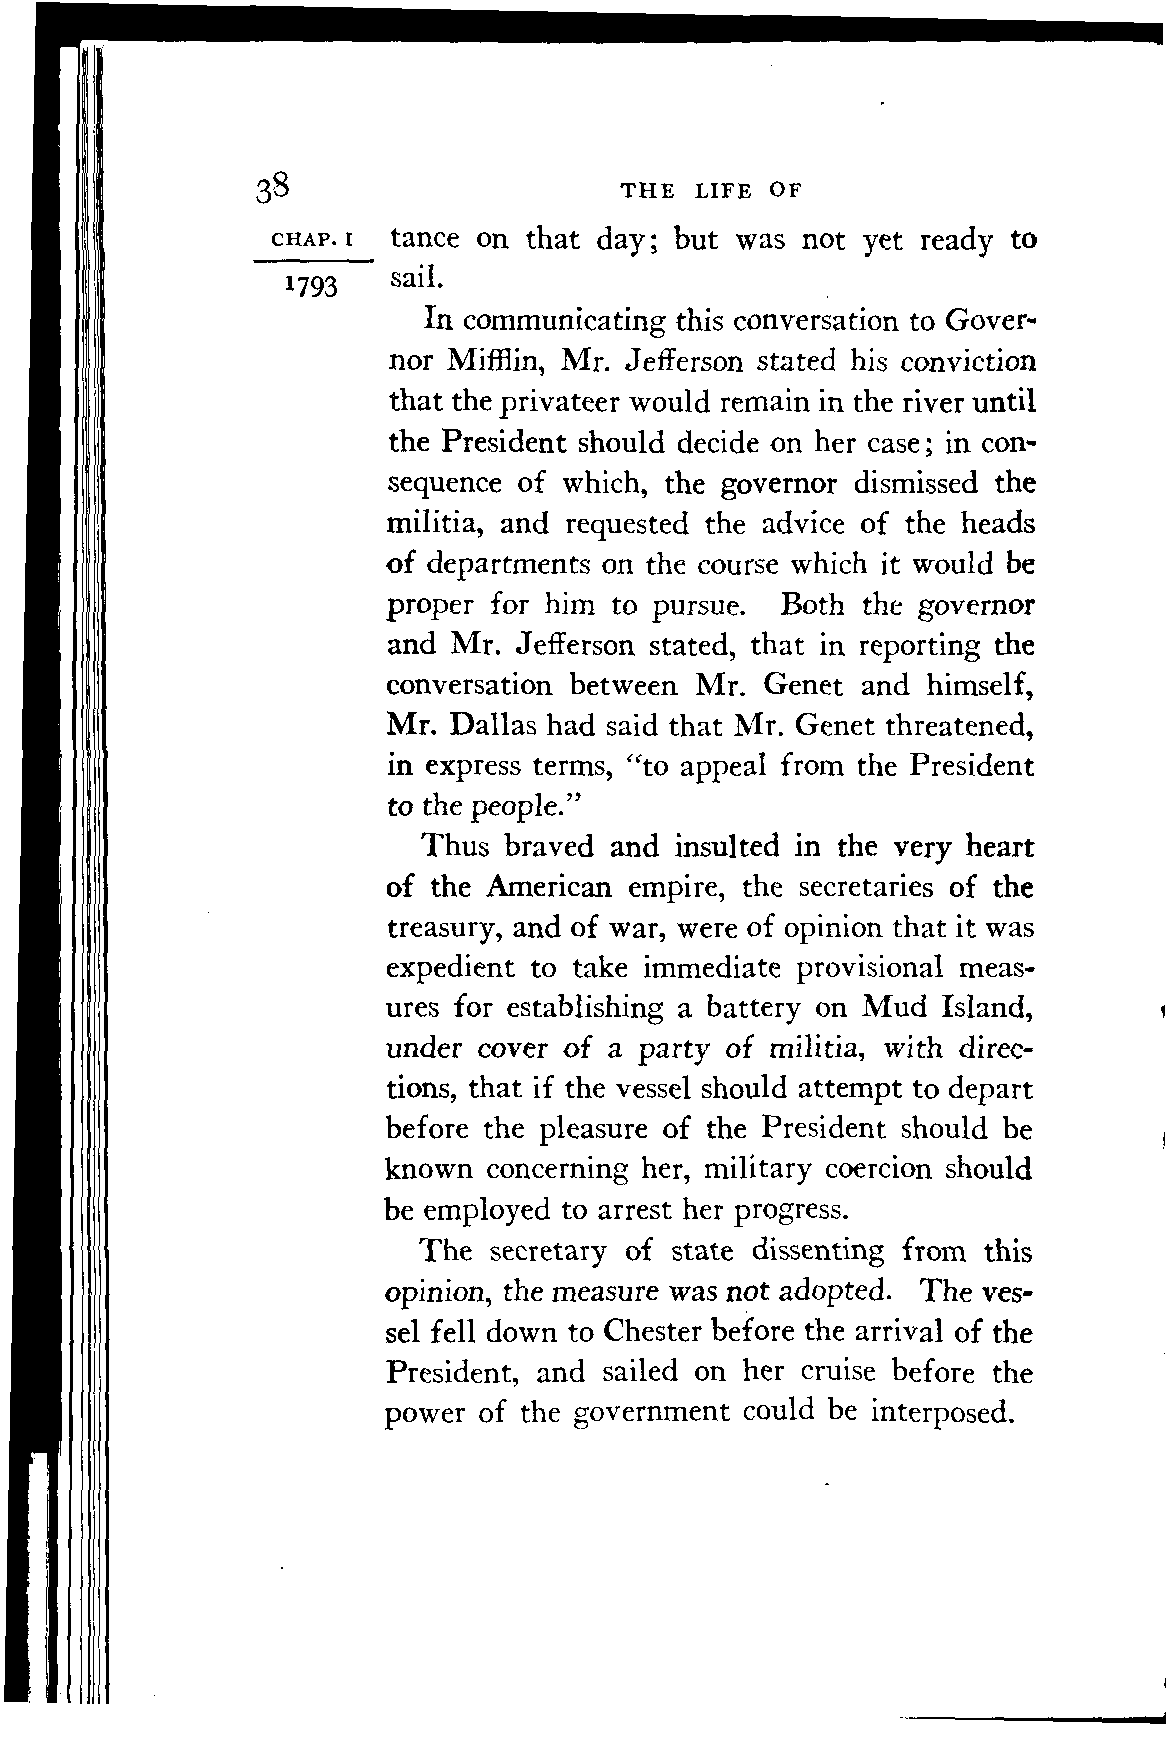 38
THE LIFE OF
CHAP. I
1793
tance on that day; but was not yet ready to
sail.
In communicating this conversation to Gover-
nor Mifflin, Mr. Jefferson stated his conviction
that the privateer would remain in the river until
the President should decide on her case; in con-
sequence of which, the governor dismissed the
militia, and requested the advice of the heads
of departments on the course which it would be
proper for him to pursue. Both the governor
and Mr. Jefferson stated, that in reporting the
conversation between Mr. Genet and himself,
Mr. Dallas had said that Mr. Genet threatened,
in express terms, "to appeal from the President
to the people."
Thus braved and insulted in the very heart
of the American empire, the secretaries of the
treasury, and of war, were of opinion that it was
expedient to take immediate provisional meas-
ures for establishing a battery on Mud Island,
under cover of a party of militia, with direc-
tions, that if the vessel should attempt to depart
before the pleasure of the President should be
known concerning her, military coercion should
be employed to arrest her progress.
The secretary of state dissenting from this
opinion, the measure was not adopted. The ves-
sel fell down to Chester before the arrival of the
President, and sailed on her cruise before the
power of the government could be interposed.